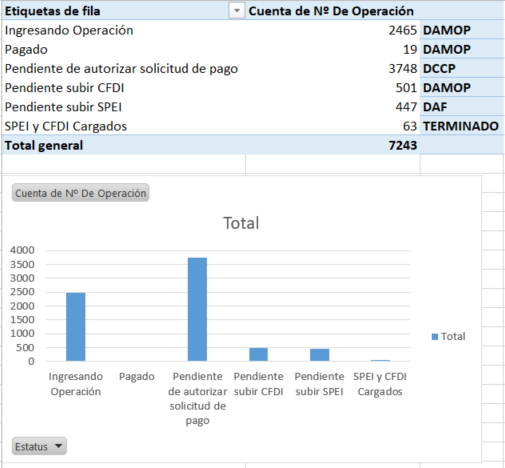 Etiquetas de fila Cuenta de Nº De Operación
Ingresando Operación 2465 DAMOP
Pagado 19 DAMOP
Pendiente de autorizar solicitud de pago 3748 DCCP
Pendiente subir CFDI 501 DAMOP
Pendiente subir SPEI 447 DAF
SPEI y CFDI Cargados 63 TERMINADO
Total general 7243
Cuenta de Nº De Operación
Total
4000
3500
3000
2500
2000
1500
1000
500
0
Ingresando Pagado Pendiente Pendiente Pendiente SPEI y CFDI
Operación de autorizar subir CFDI subir SPEI Cargados
solicitud de
pago
Total
Estatus